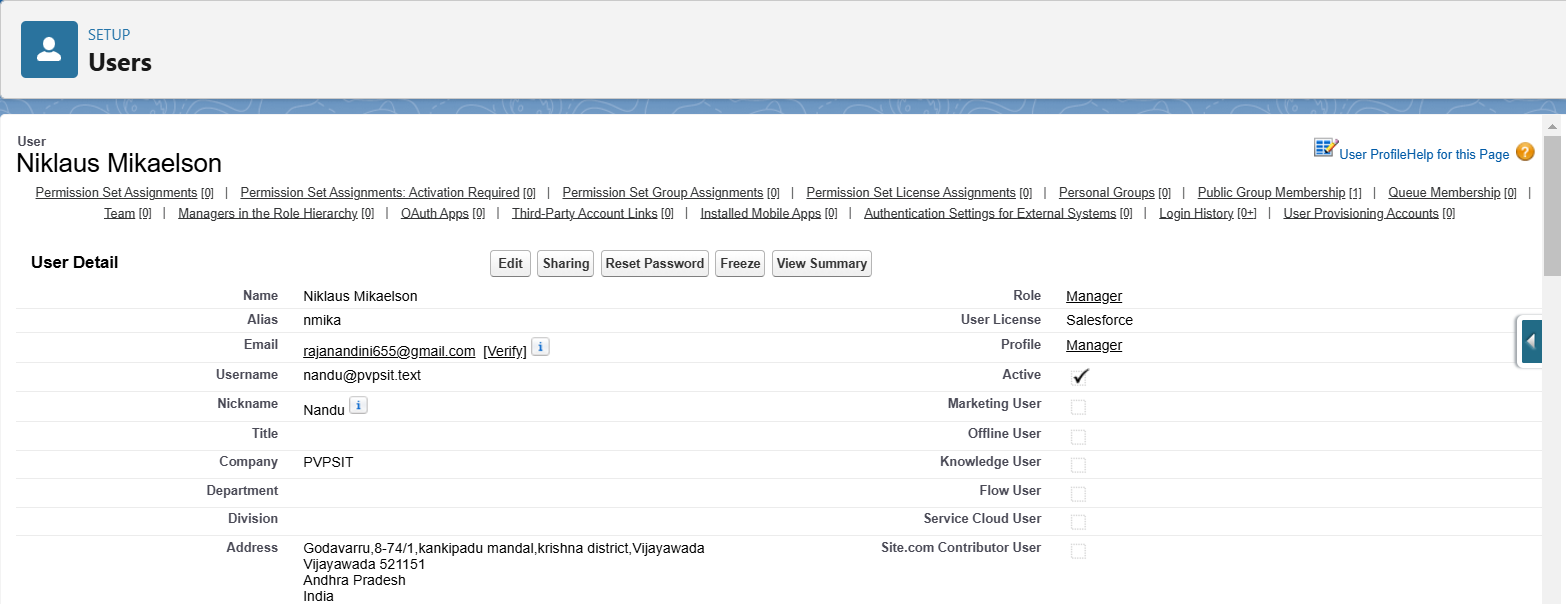 SETUP
Users
User
Niklaus Mikaelson
User ProfileHelp for this Page ?
Permission Set Assignments [0] | Permission Set Assignments: Activation Required [0] | Permission Set Group Assignments [0] | Permission Set License Assignments [0] | Personal Groups [0] | Public Group Membership [1] | Queue Membership [0] |
Team [0] | Managers in the Role Hierarchy [0] | OAuth Apps [0] | Third-Party Account Links [0] | Installed Mobile Apps [0] | Authentication Settings for External Systems [0] | Login History [0+] | User Provisioning Accounts [0]
User Detail Edit Sharing Reset Password Freeze View Summary
Name Niklaus Mikaelson Role Manager
Alias nmika User License Salesforce
Email rajanandini655@gmail.com [Verify] i Profile Manager
Username nandu@pvpsit.text Active
Nickname Nandu i Marketing User
Title Offline User
Company PVPSIT Knowledge User
Department Flow User
Division Service Cloud User
Address Godavarru,8-74/1,kankipadu mandal,krishna district,Vijayawada Site.com Contributor User
Vijayawada 521151
Andhra Pradesh
India